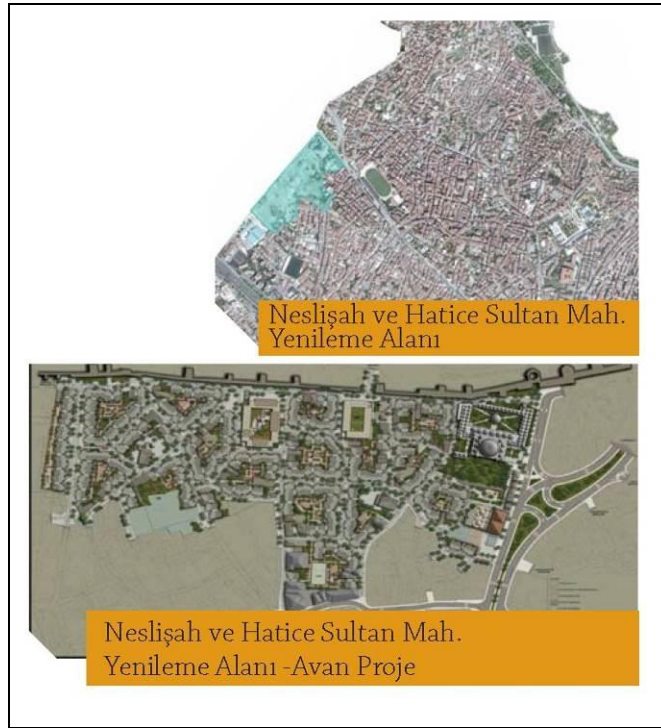 Neslişah ve Hatice Sultan Mah.
Yenileme Alanı
Neslişah ve Hatice Sultan Mah.
Yenileme Alanı -Avan Proje